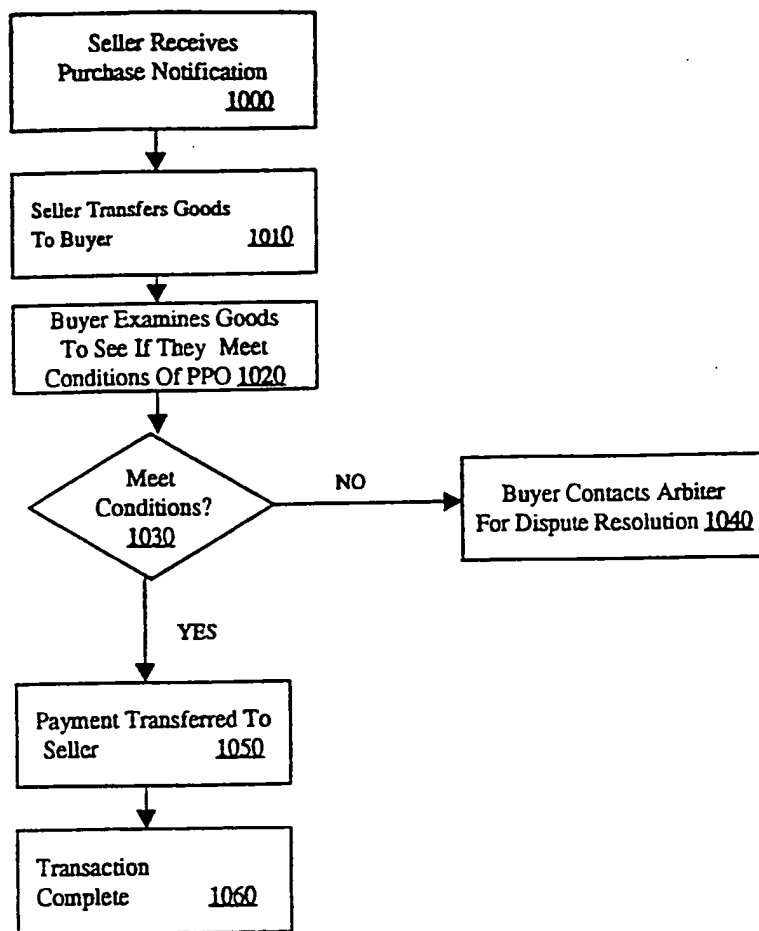 Seller Receives
Purchase Notification
1000
Seller Transfers Goods
To Buyer 1010
Buyer Examines Goods
To See If They Meet
Conditions Of PPO 1020
Meet
Conditions?
1030
NO
Buyer Contacts Arbiter
For Dispute Resolution 1040
YES
Payment Transferred To
Seller 1050
Transaction
Complete 1060